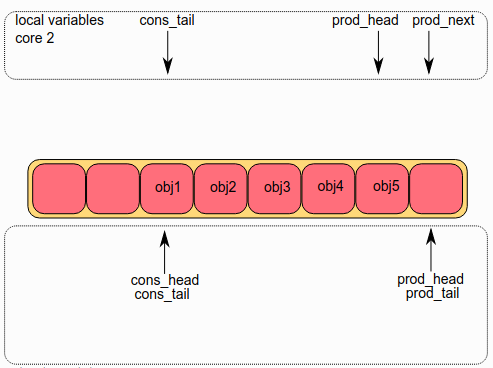 local variables
core 2
cons_tail
prod_head
prod_next
obj1
obj2
obj3
obj4
obj5
cons_head
cons_tail
prod_head
prod_tail